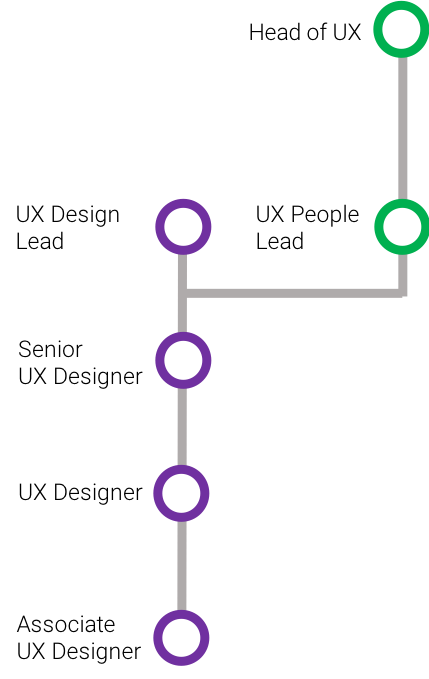 Head of UX
UX Design
Lead
UX People
Lead
Senior
UX Designer
UX Designer
Associate
UX Designer